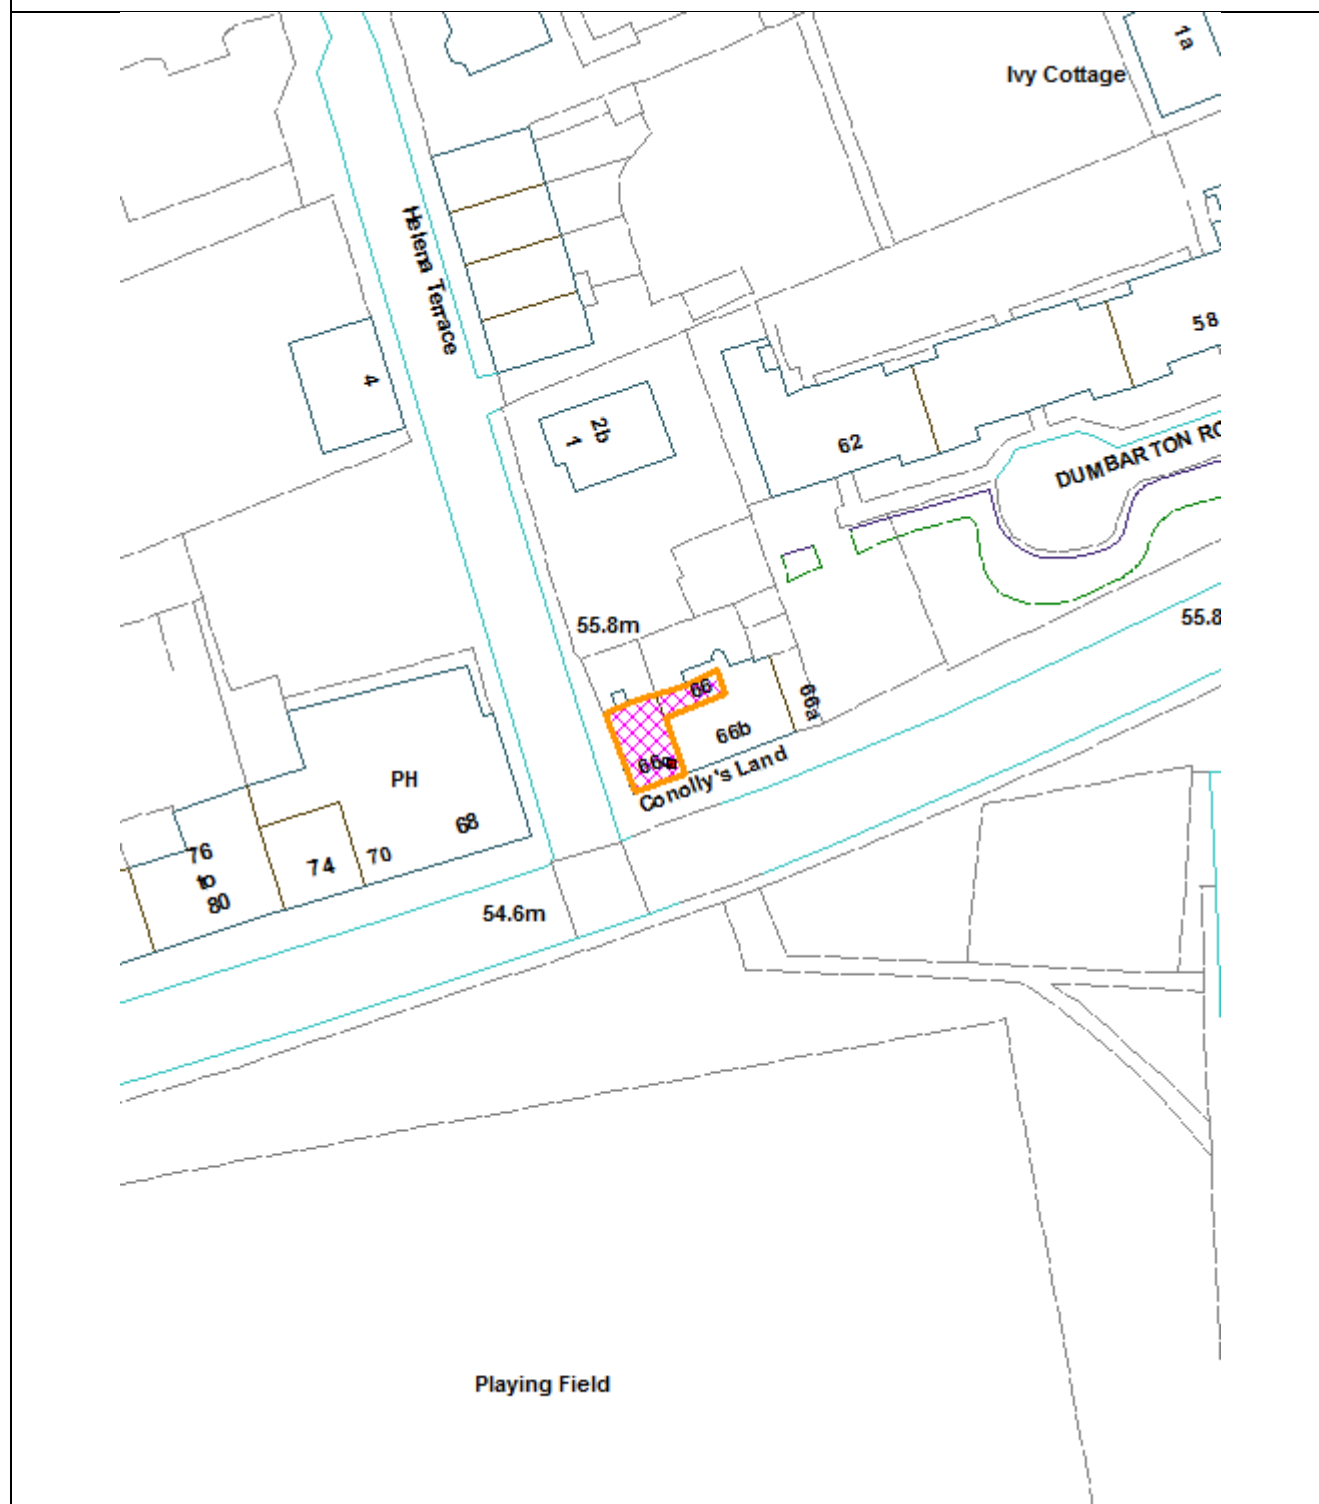 1a
Ivy Cottage
Helena Terrace
58
4
2b
1
62
DUMBARTON RO
55.8m
55.8
66
66a
66b
66c
Conolly's Land
PH
68
76
to
80
74
70
54.6m
Playing Field